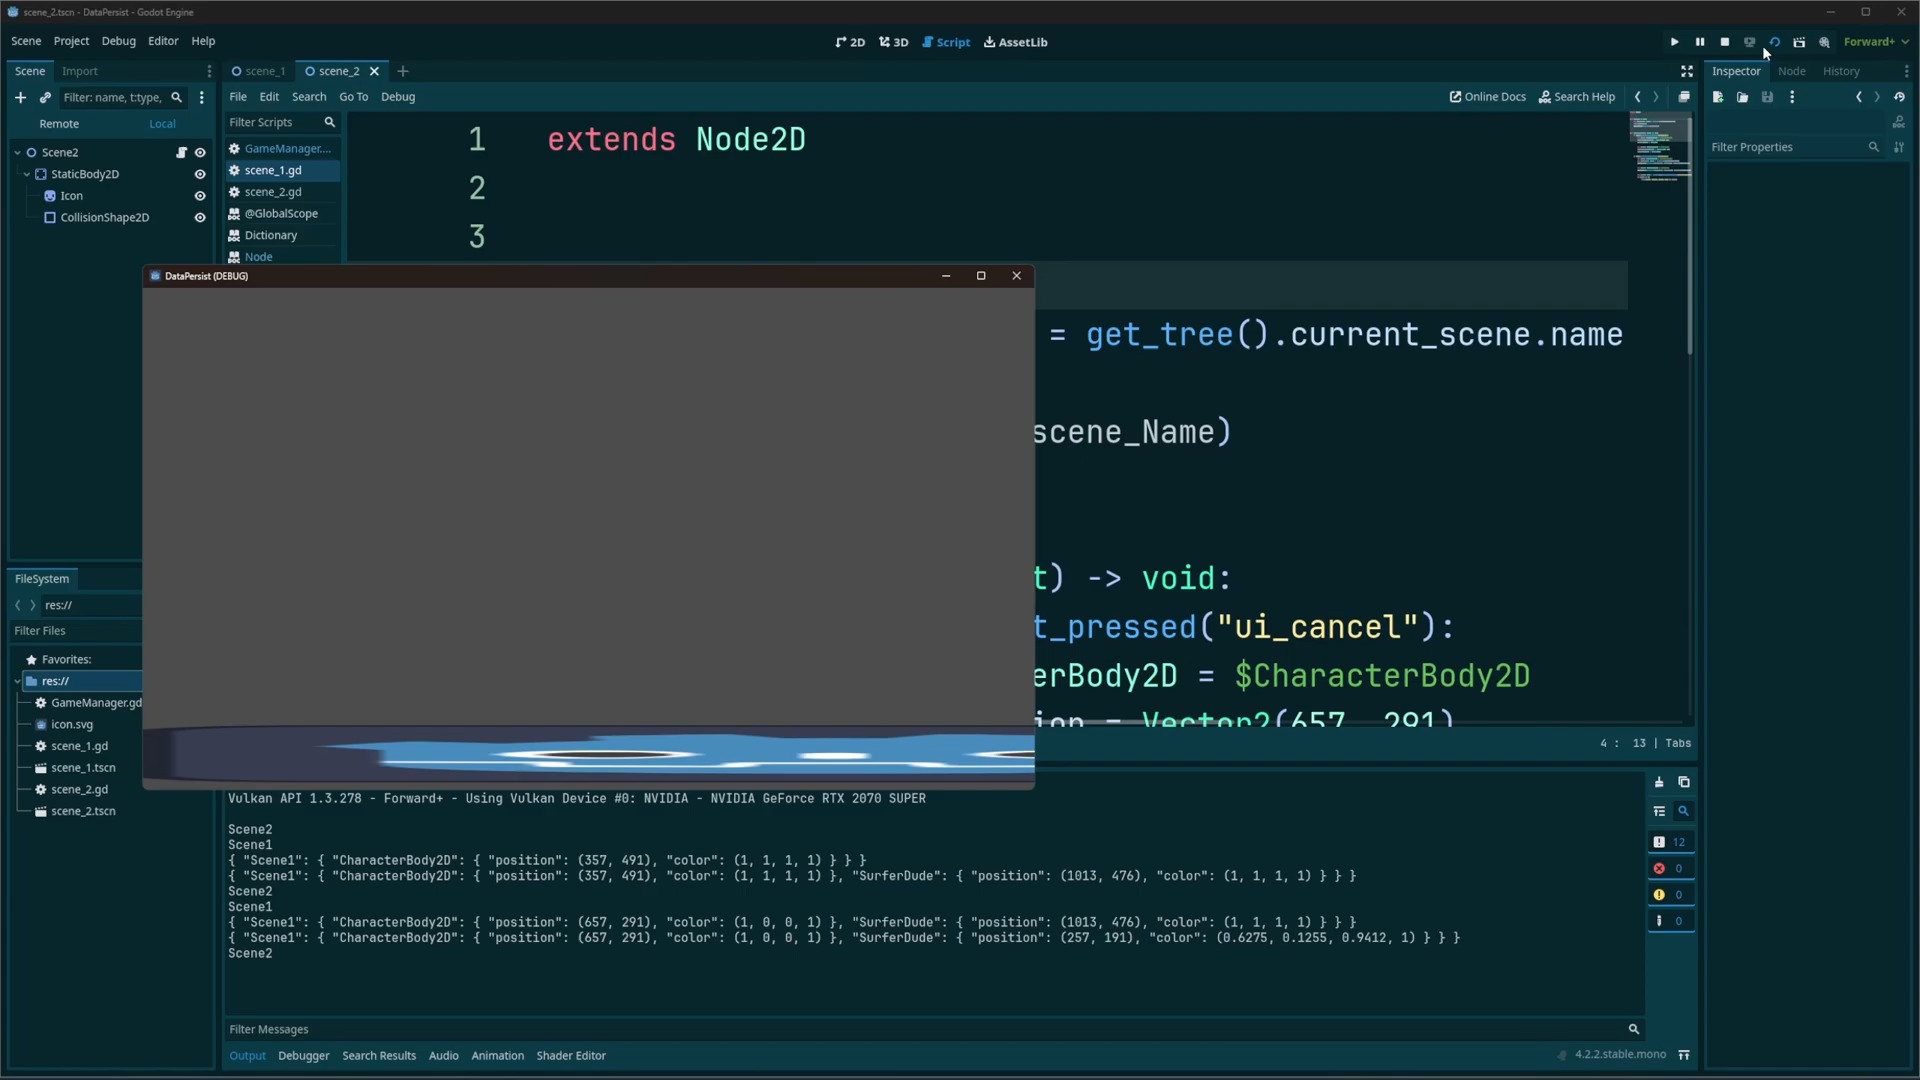 scene_2.tscn - DataPersist - Godot Engine
Scene Project Debug Editor Help
2D 3D Script AssetLib
Forward+
Scene Import
scene_1 scene_2
Inspector Node History
Filter: name, t:type,
File Edit Search Go To Debug
Online Docs Search Help
Remote Local
Filter Scripts
Filter Properties
Scene2
StaticBody2D
Icon
CollisionShape2D
GameManager....
scene_1.gd
scene_2.gd
@GlobalScope
Dictionary
Node
1 extends Node2D
2
3
DataPersist (DEBUG)
= get_tree().current_scene.name
scene_Name)
t) -> void:
t_pressed("ui_cancel"):
erBody2D = $CharacterBody2D
ion = Vector2(657, 291)
4 : 13 | Tabs
FileSystem
res://
Filter Files
Favorites:
res://
GameManager.gd
icon.svg
scene_1.gd
scene_1.tscn
scene_2.gd
scene_2.tscn
Vulkan API 1.3.278 - Forward+ - Using Vulkan Device #0: NVIDIA - NVIDIA GeForce RTX 2070 SUPER
Scene2
Scene1
{ "Scene1": { "CharacterBody2D": { "position": (357, 491), "color": (1, 1, 1, 1) } } }
{ "Scene1": { "CharacterBody2D": { "position": (357, 491), "color": (1, 1, 1, 1) }, "SurferDude": { "position": (1013, 476), "color": (1, 1, 1, 1) } } }
Scene2
Scene1
{ "Scene1": { "CharacterBody2D": { "position": (657, 291), "color": (1, 0, 0, 1) }, "SurferDude": { "position": (1013, 476), "color": (1, 1, 1, 1) } } }
{ "Scene1": { "CharacterBody2D": { "position": (657, 291), "color": (1, 0, 0, 1) }, "SurferDude": { "position": (257, 191), "color": (0.6275, 0.1255, 0.9412, 1) } } }
Scene2
12
0
0
0
Filter Messages
Output Debugger Search Results Audio Animation Shader Editor
4.2.2.stable.mono